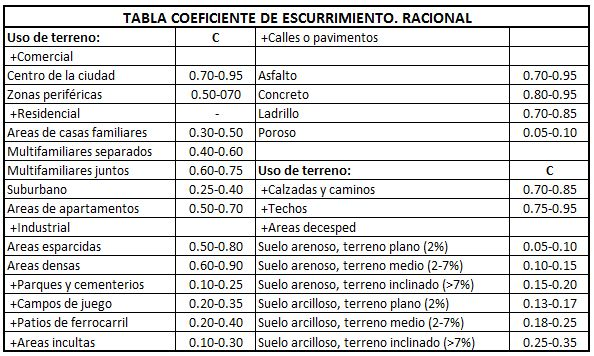 TABLA COEFICIENTE DE ESCURRIMIENTO. RACIONAL
Uso de terreno: C +Calles o pavimentos
+Comercial
Centro de la ciudad 0.70-0.95 Asfalto 0.70-0.95
Zonas periféricas 0.50-070 Concreto 0.80-0.95
+Residencial - Ladrillo 0.70-0.85
Areas de casas familiares 0.30-0.50 Poroso 0.05-0.10
Multifamiliares separados 0.40-0.60
Multifamiliares juntos 0.60-0.75 Uso de terreno: C
Suburbano 0.25-0.40 +Calzadas y caminos 0.70-0.85
Areas de apartamentos 0.50-0.70 +Techos 0.75-0.95
+Industrial +Areas decesped
Areas esparcidas 0.50-0.80 Suelo arenoso, terreno plano (2%) 0.05-0.10
Areas densas 0.60-0.90 Suelo arenoso, terreno medio (2-7%) 0.10-0.15
+Parques y cementerios 0.10-0.25 Suelo arenoso, terreno inclinado (>7%) 0.15-0.20
+Campos de juego 0.20-0.35 Suelo arcilloso, terreno plano (2%) 0.13-0.17
+Patios de ferrocarril 0.20-0.40 Suelo arcilloso, terreno medio (2-7%) 0.18-0.25
+Areas incultas 0.10-0.30 Suelo arcilloso, terreno inclinado (>7%) 0.25-0.35